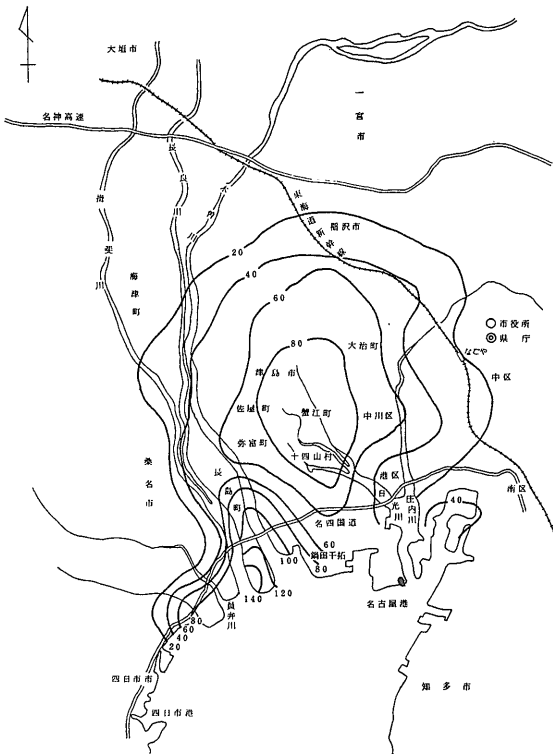 大垣市
名神高速
一宮市
長良川
木曽川
揖斐川
東海道新幹線
稲沢市
20
40
60
80
海津町
市役所
県庁
なごや
大治町
中区
津島市
佐屋町
蟹江町
中川区
弥富町
十四山村
桑名市
長島町
港区
日光川
庄内川
南区
名四国道
40
60
鍋田干拓
80
100
120
140
名古屋港
員弁川
80
60
40
20
四日市市
知多市
四日市港